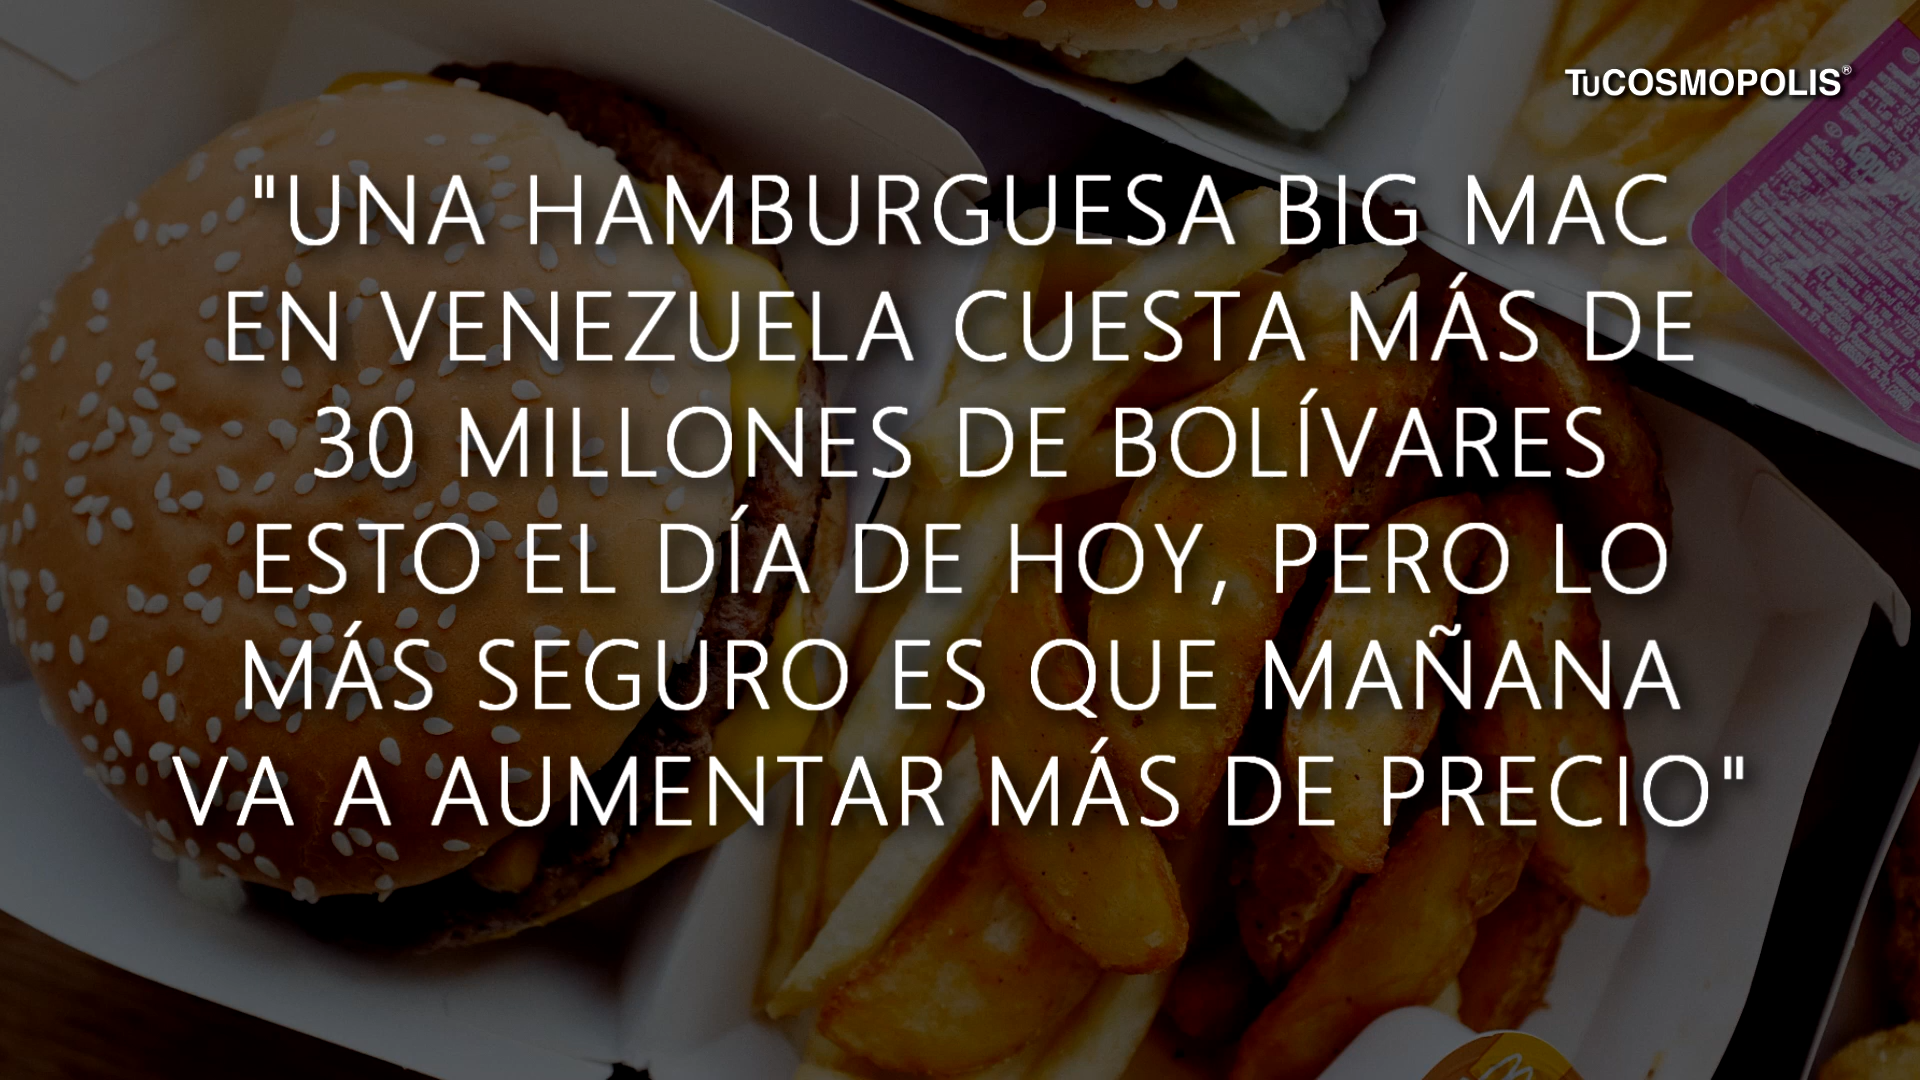 TuCOSMOPOLIS®
"UNA HAMBURGUESA BIG MAC
EN VENEZUELA CUESTA MÁS DE
30 MILLONES DE BOLÍVARES
ESTO EL DÍA DE HOY, PERO LO
MÁS SEGURO ES QUE MAÑANA
VA A AUMENTAR MÁS DE PRECIO"